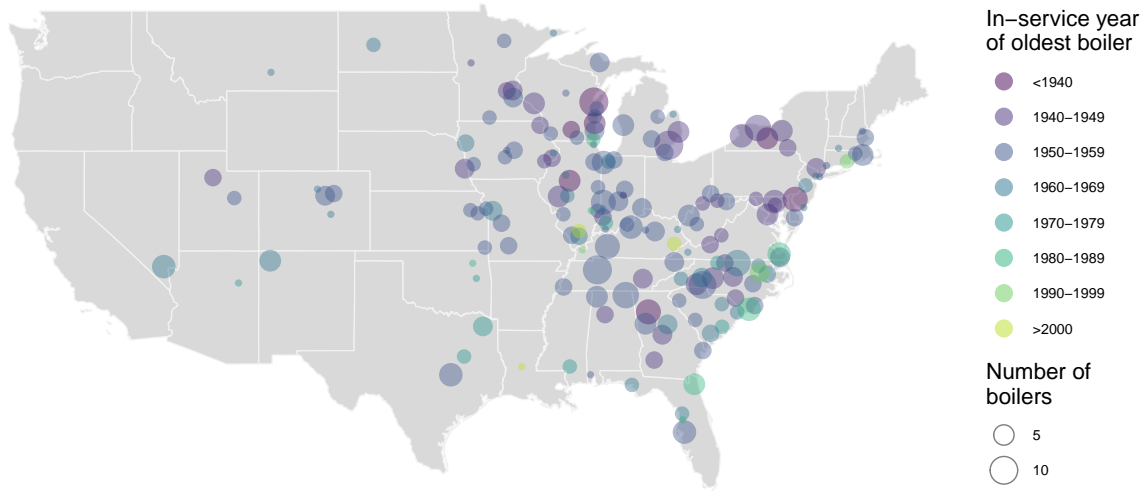 In−service year
of oldest boiler
<1940
1940−1949
1950−1959
1960−1969
1970−1979
1980−1989
1990−1999
>2000
Number of
boilers
5
10